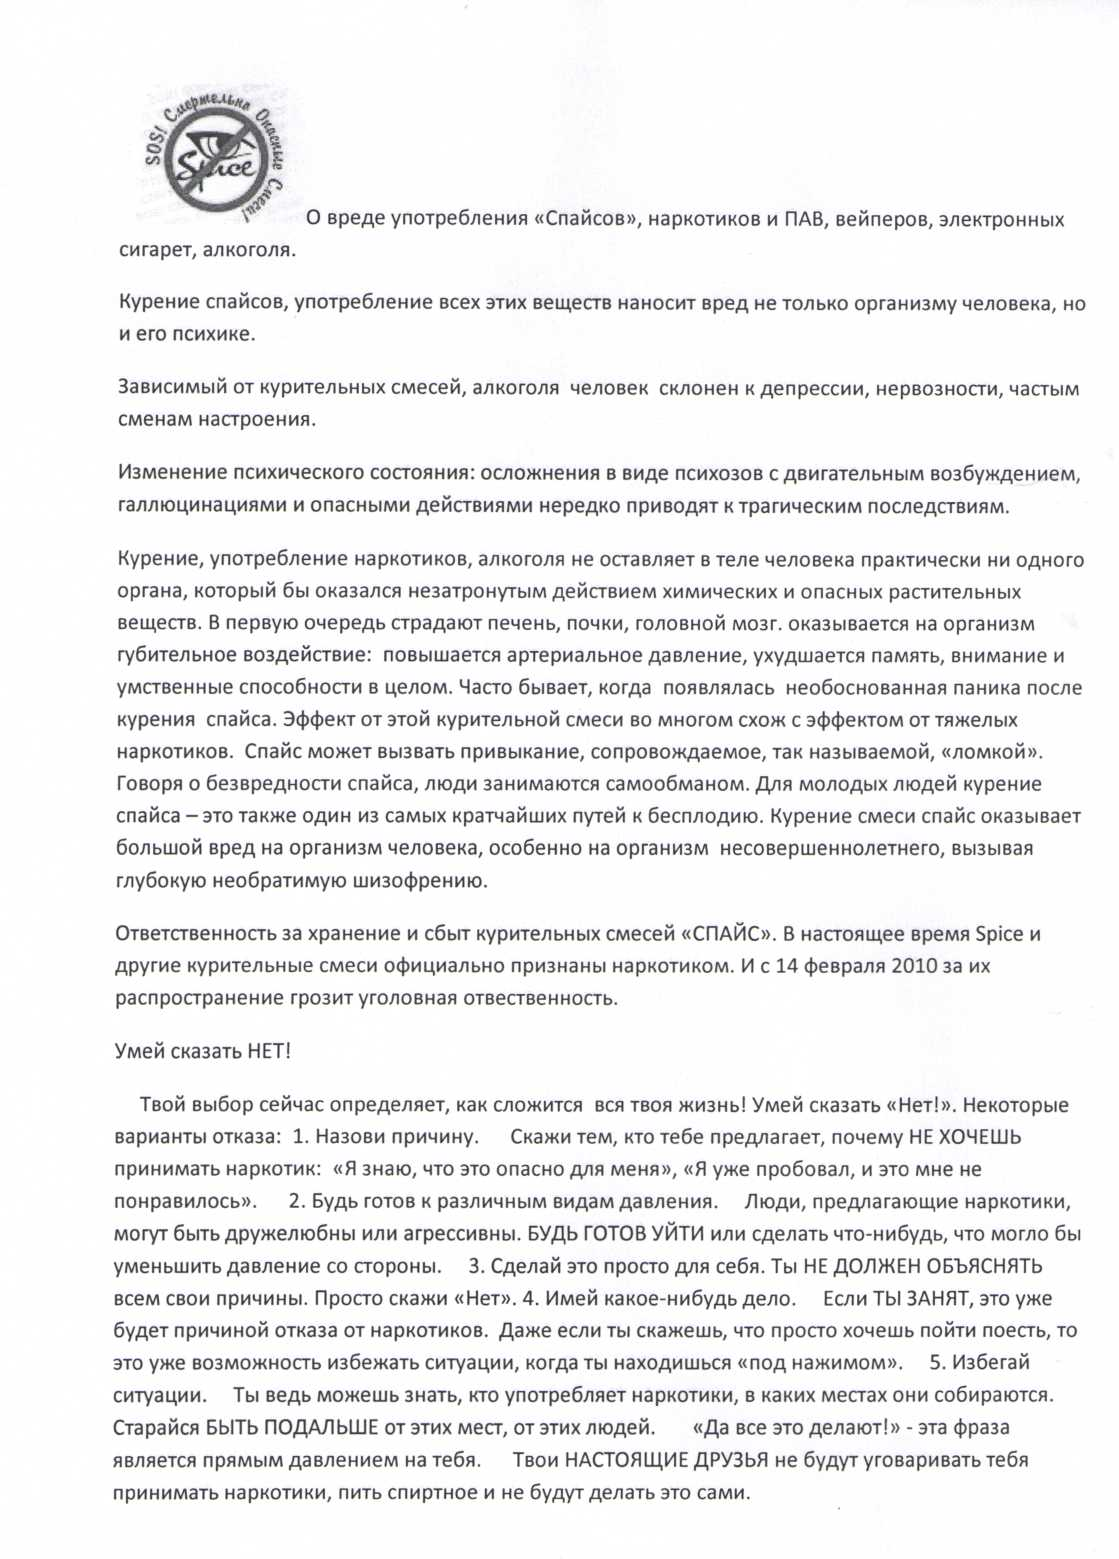 SOS! Смертельно Опасные Смеси!
Spice
О вреде употребления «Спайсов», наркотиков и ПАВ, вейперов, электронных
сигарет, алкоголя.
Курение спайсов, употребление всех этих веществ наносит вред не только организму человека, но
и его психике.
Зависимый от курительных смесей, алкоголя  человек  склонен к депрессии, нервозности, частым
сменам настроения.
Изменение психического состояния: осложнения в виде психозов с двигательным возбуждением,
галлюцинациями и опасными действиями нередко приводят к трагическим последствиям.
Курение, употребление наркотиков, алкоголя не оставляет в теле человека практически ни одного
органа, который бы оказался незатронутым действием химических и опасных растительных
веществ. В первую очередь страдают печень, почки, головной мозг. оказывается на организм
губительное воздействие:  повышается артериальное давление, ухудшается память, внимание и
умственные способности в целом. Часто бывает, когда  появлялась  необоснованная паника после
курения  спайса. Эффект от этой курительной смеси во многом схож с эффектом от тяжелых
наркотиков.  Спайс может вызвать привыкание, сопровождаемое, так называемой, «ломкой».
Говоря о безвредности спайса, люди занимаются самообманом. Для молодых людей курение
спайса – это также один из самых кратчайших путей к бесплодию. Курение смеси спайс оказывает
большой вред на организм человека, особенно на организм  несовершеннолетнего, вызывая
глубокую необратимую шизофрению.
Ответственность за хранение и сбыт курительных смесей «СПАЙС». В настоящее время Spice и
другие курительные смеси официально признаны наркотиком. И с 14 февраля 2010 за их
распространение грозит уголовная отвественность.
Умей сказать НЕТ!
Твой выбор сейчас определяет, как сложится  вся твоя жизнь! Умей сказать «Нет!». Некоторые
варианты отказа:  1. Назови причину.     Скажи тем, кто тебе предлагает, почему НЕ ХОЧЕШЬ
принимать наркотик:  «Я знаю, что это опасно для меня», «Я уже пробовал, и это мне не
понравилось».     2. Будь готов к различным видам давления.    Люди, предлагающие наркотики,
могут быть дружелюбны или агрессивны. БУДЬ ГОТОВ УЙТИ или сделать что-нибудь, что могло бы
уменьшить давление со стороны.    3. Сделай это просто для себя. Ты НЕ ДОЛЖЕН ОБЪЯСНЯТЬ
всем свои причины. Просто скажи «Нет». 4. Имей какое-нибудь дело.    Если ТЫ ЗАНЯТ, это уже
будет причиной отказа от наркотиков.  Даже если ты скажешь, что просто хочешь пойти поесть, то
это уже возможность избежать ситуации, когда ты находишься «под нажимом».    5. Избегай
ситуации.    Ты ведь можешь знать, кто употребляет наркотики, в каких местах они собираются.
Старайся БЫТЬ ПОДАЛЬШЕ от этих мест, от этих людей.      «Да все это делают!» - эта фраза
является прямым давлением на тебя.     Твои НАСТОЯЩИЕ ДРУЗЬЯ не будут уговаривать тебя
принимать наркотики, пить спиртное и не будут делать это сами.